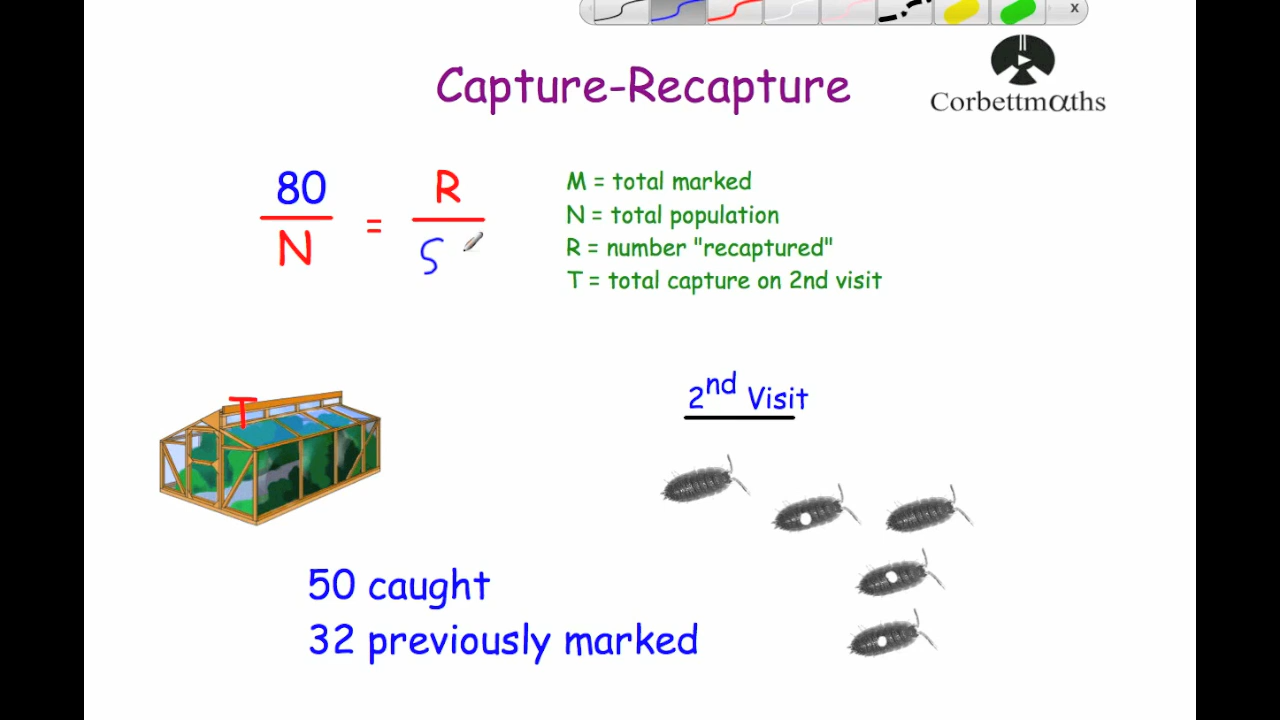 x
Capture-Recapture
Corbettmαths
80
N
=
R
5
M = total marked
N = total population
R = number "recaptured"
T = total capture on 2nd visit
T
2nd Visit
50 caught
32 previously marked